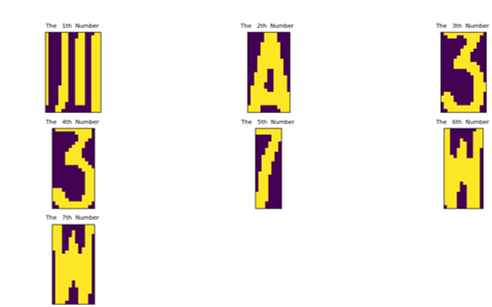 The 1th Number The 2th Number The 3th Number
A 3
The 4th Number The 5th Number The 6th Number
3 7 W
The 7th Number
W